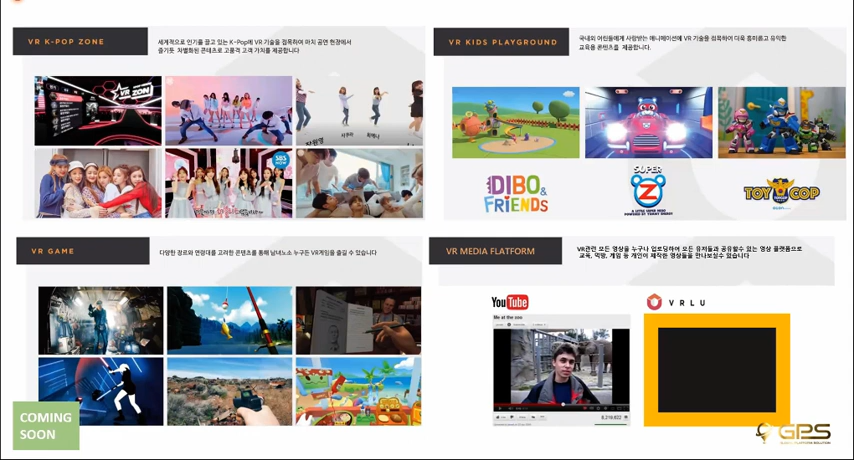 VR K-POP ZONE
세계적으로 인기를 끌고 있는 K-Pop에 VR 기술을 접목하여 마치 공연 현장에서
즐기듯 차별화된 콘텐츠로 고품격 고객 가치를 제공합니다
VR ZON
SBS
NOW
VR KIDS PLAYGROUND
국내외 어린들에게 사랑받는 애니메이션에 VR 기술을 접목하여 더욱 흥미롭고 유익한
교육용 콘텐츠를 제공합니다.
DIBO &
FRIENDS
SUPER
Z
TOY COP
VR GAME
다양한 장르와 연령대를 고려한 콘텐츠를 통해 남녀노소 누구든 VR게임을 즐길 수 있습니다
COMING
SOON
VR MEDIA FLATFORM
VR관련 모든 영상을 누구나 업로딩하여 모든 유저들과 공유할수 있는 영상 플랫폼으로
교육, 먹방, 게임 등 개인이 제작한 영상들을 만나보실수 있습니다
YouTube
Me at the zoo
VRLU
GPS